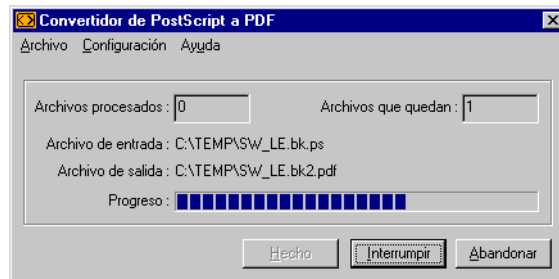 Convertidor de PostScript a PDF
Archivo Configuración Ayuda
Archivos procesados : 0 Archivos que quedan : 1
Archivo de entrada : C:\TEMP\SW_LE.bk.ps
Archivo de salida : C:\TEMP\SW_LE.bk2.pdf
Progreso :
Hecho Interrumpir Abandonar